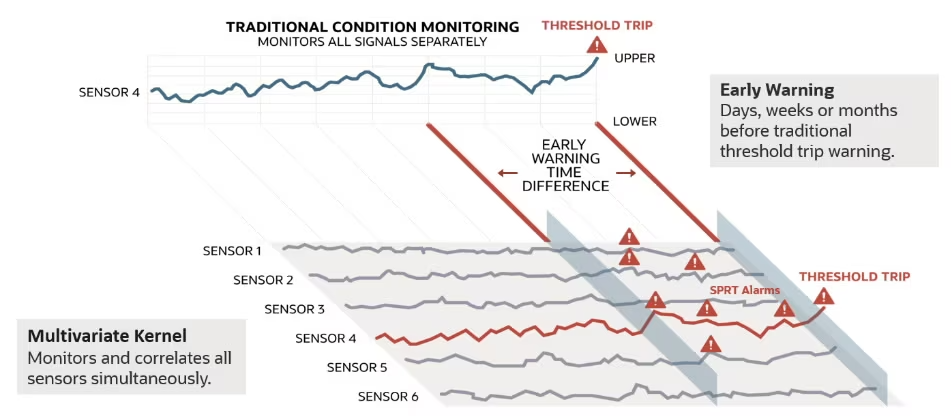 TRADITIONAL CONDITION MONITORING
MONITORS ALL SIGNALS SEPARATELY
THRESHOLD TRIP
UPPER
SENSOR 4
LOWER
Early Warning
Days, weeks or months
before traditional
threshold trip warning.
EARLY
WARNING
TIME
DIFFERENCE
SENSOR 1
SENSOR 2
THRESHOLD TRIP
SPRT Alarms
SENSOR 3
SENSOR 4
SENSOR 5
SENSOR 6
Multivariate Kernel
Monitors and correlates all
sensors simultaneously.